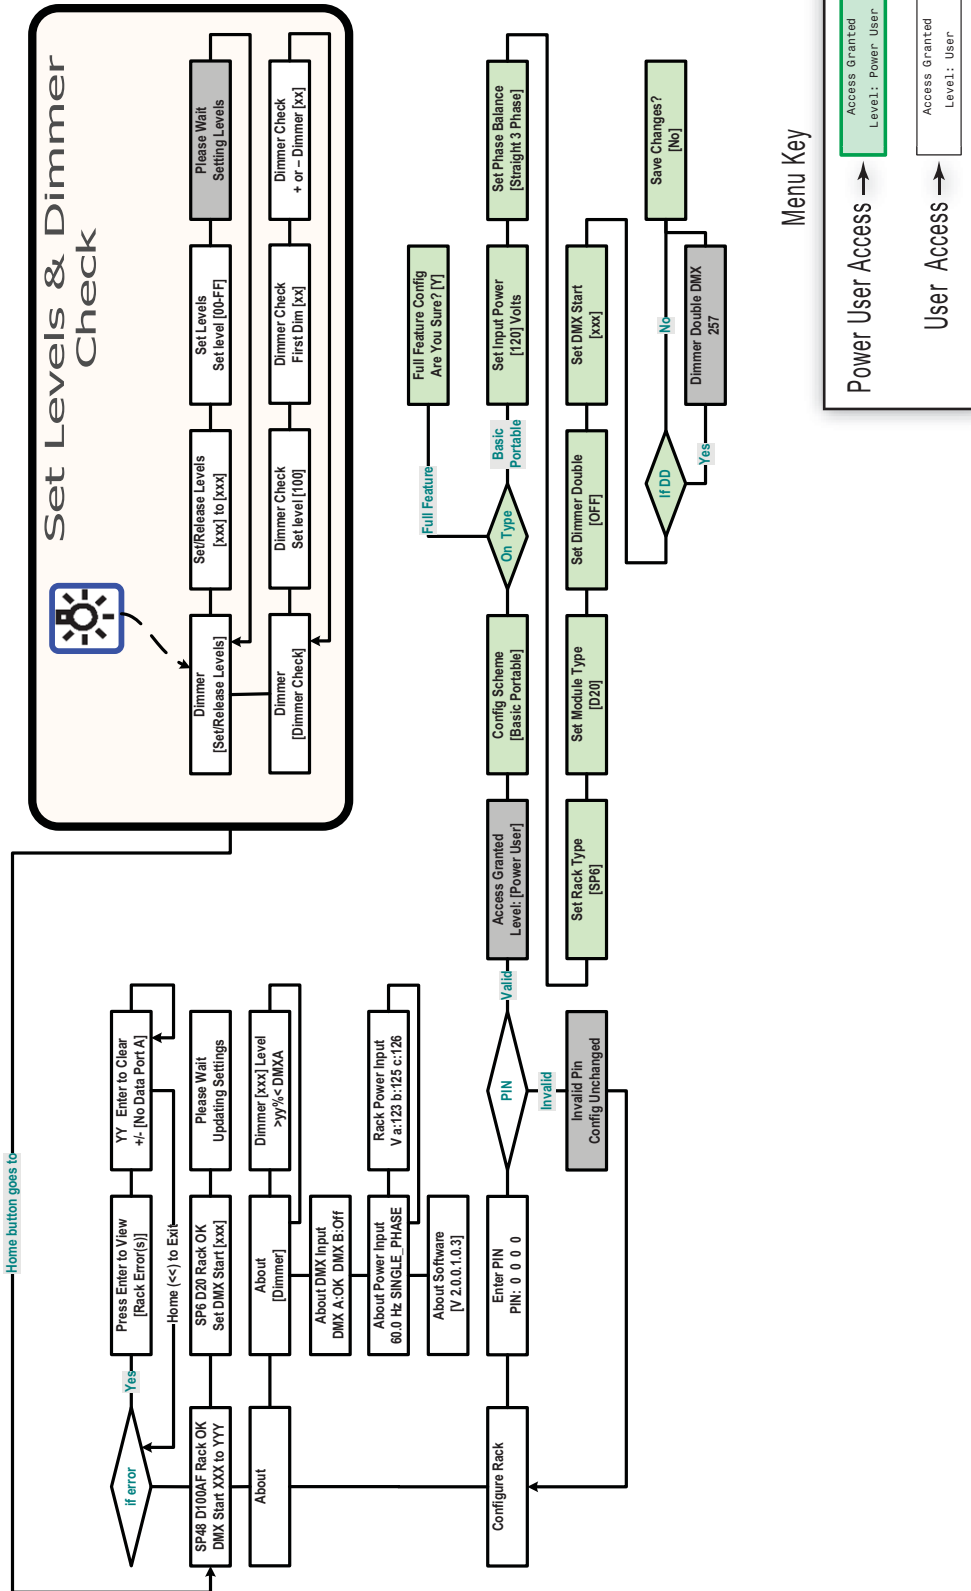 Set Levels & Dimmer
Check
Please Wait
Settting Levels
Dimmer Check
+ or – Dimmer [xx]
Set Levels
Set level [00-FF]
Dimmer Check
First Dim [xx]
Set/Release Levels
[xxx] to [xxx]
Dimmer Check
Set level [100]
Dimmer
[Set/Release Levels]
Dimmer
[Dimmer Check]
Home button goes to
if error
Yes
Press Enter to View
[Rack Error(s)]
YY Enter to Clear
+/- [No Data Port A]
Home (<<) to Exit
SP48 D100AF Rack OK
DMX Start XXX to YYY
SP6 D20 Rack OK
Set DMX Start [xxx]
Please Wait
Updating Settings
About
About
[Dimmer]
Dimmer [xxx] Level
>yy%< DMXA
About DMX Input
DMX A:OK DMX B:Off
About Power Input
60.0 Hz SINGLE_PHASE
Rack Power Input
V a:123 b:125 c:126
About Software
[V 2.0.0.1.0.3]
Configure Rack
Enter PIN
PIN: 0 0 0 0
PIN
Valid
Invalid
Invalid Pin
Config Unchanged
Access Granted
Level: [Power User]
Config Scheme
[Basic Portable]
On Type
Full Feature
Full Feature Config
Are You Sure? [Y]
Basic
Portable
Set Input Power
[120] Volts
Set Phase Balance
[Straight 3 Phase]
Set Rack Type
[SP6]
Set Module Type
[D20]
Set Dimmer Double
[OFF]
Set DMX Start
[xxx]
If DD
No
Yes
Dimmer Double DMX
257
Save Changes?
[No]
Menu Key
Power User Access
Access Granted
Level: Power User
User Access
Access Granted
Level: User